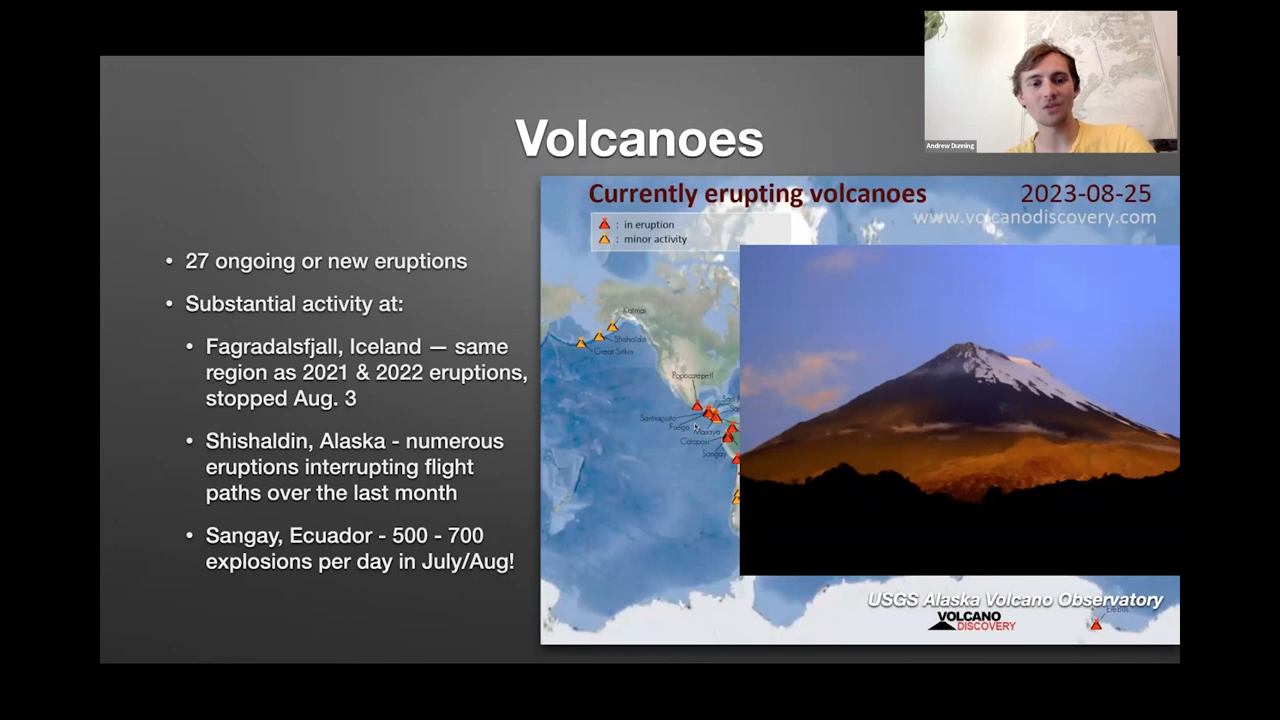 Andrew Dunning
Volcanoes
• 27 ongoing or new eruptions
• Substantial activity at:
• Fagradalsfjall, Iceland — same
region as 2021 & 2022 eruptions,
stopped Aug. 3
• Shishaldin, Alaska - numerous
eruptions interrupting flight
paths over the last month
• Sangay, Ecuador - 500 - 700
explosions per day in July/Aug!
Currently erupting volcanoes 2023-08-25
www.volcanodiscovery.com
: in eruption
: minor activity
Katmai
Shishaldin
Great Sitkin
Popocatepetl
Santiaguito
Fuego
Masaya
Cotopaxi
Sangay
USGS Alaska Volcano Observatory
Erebus
VOLCANO
DISCOVERY